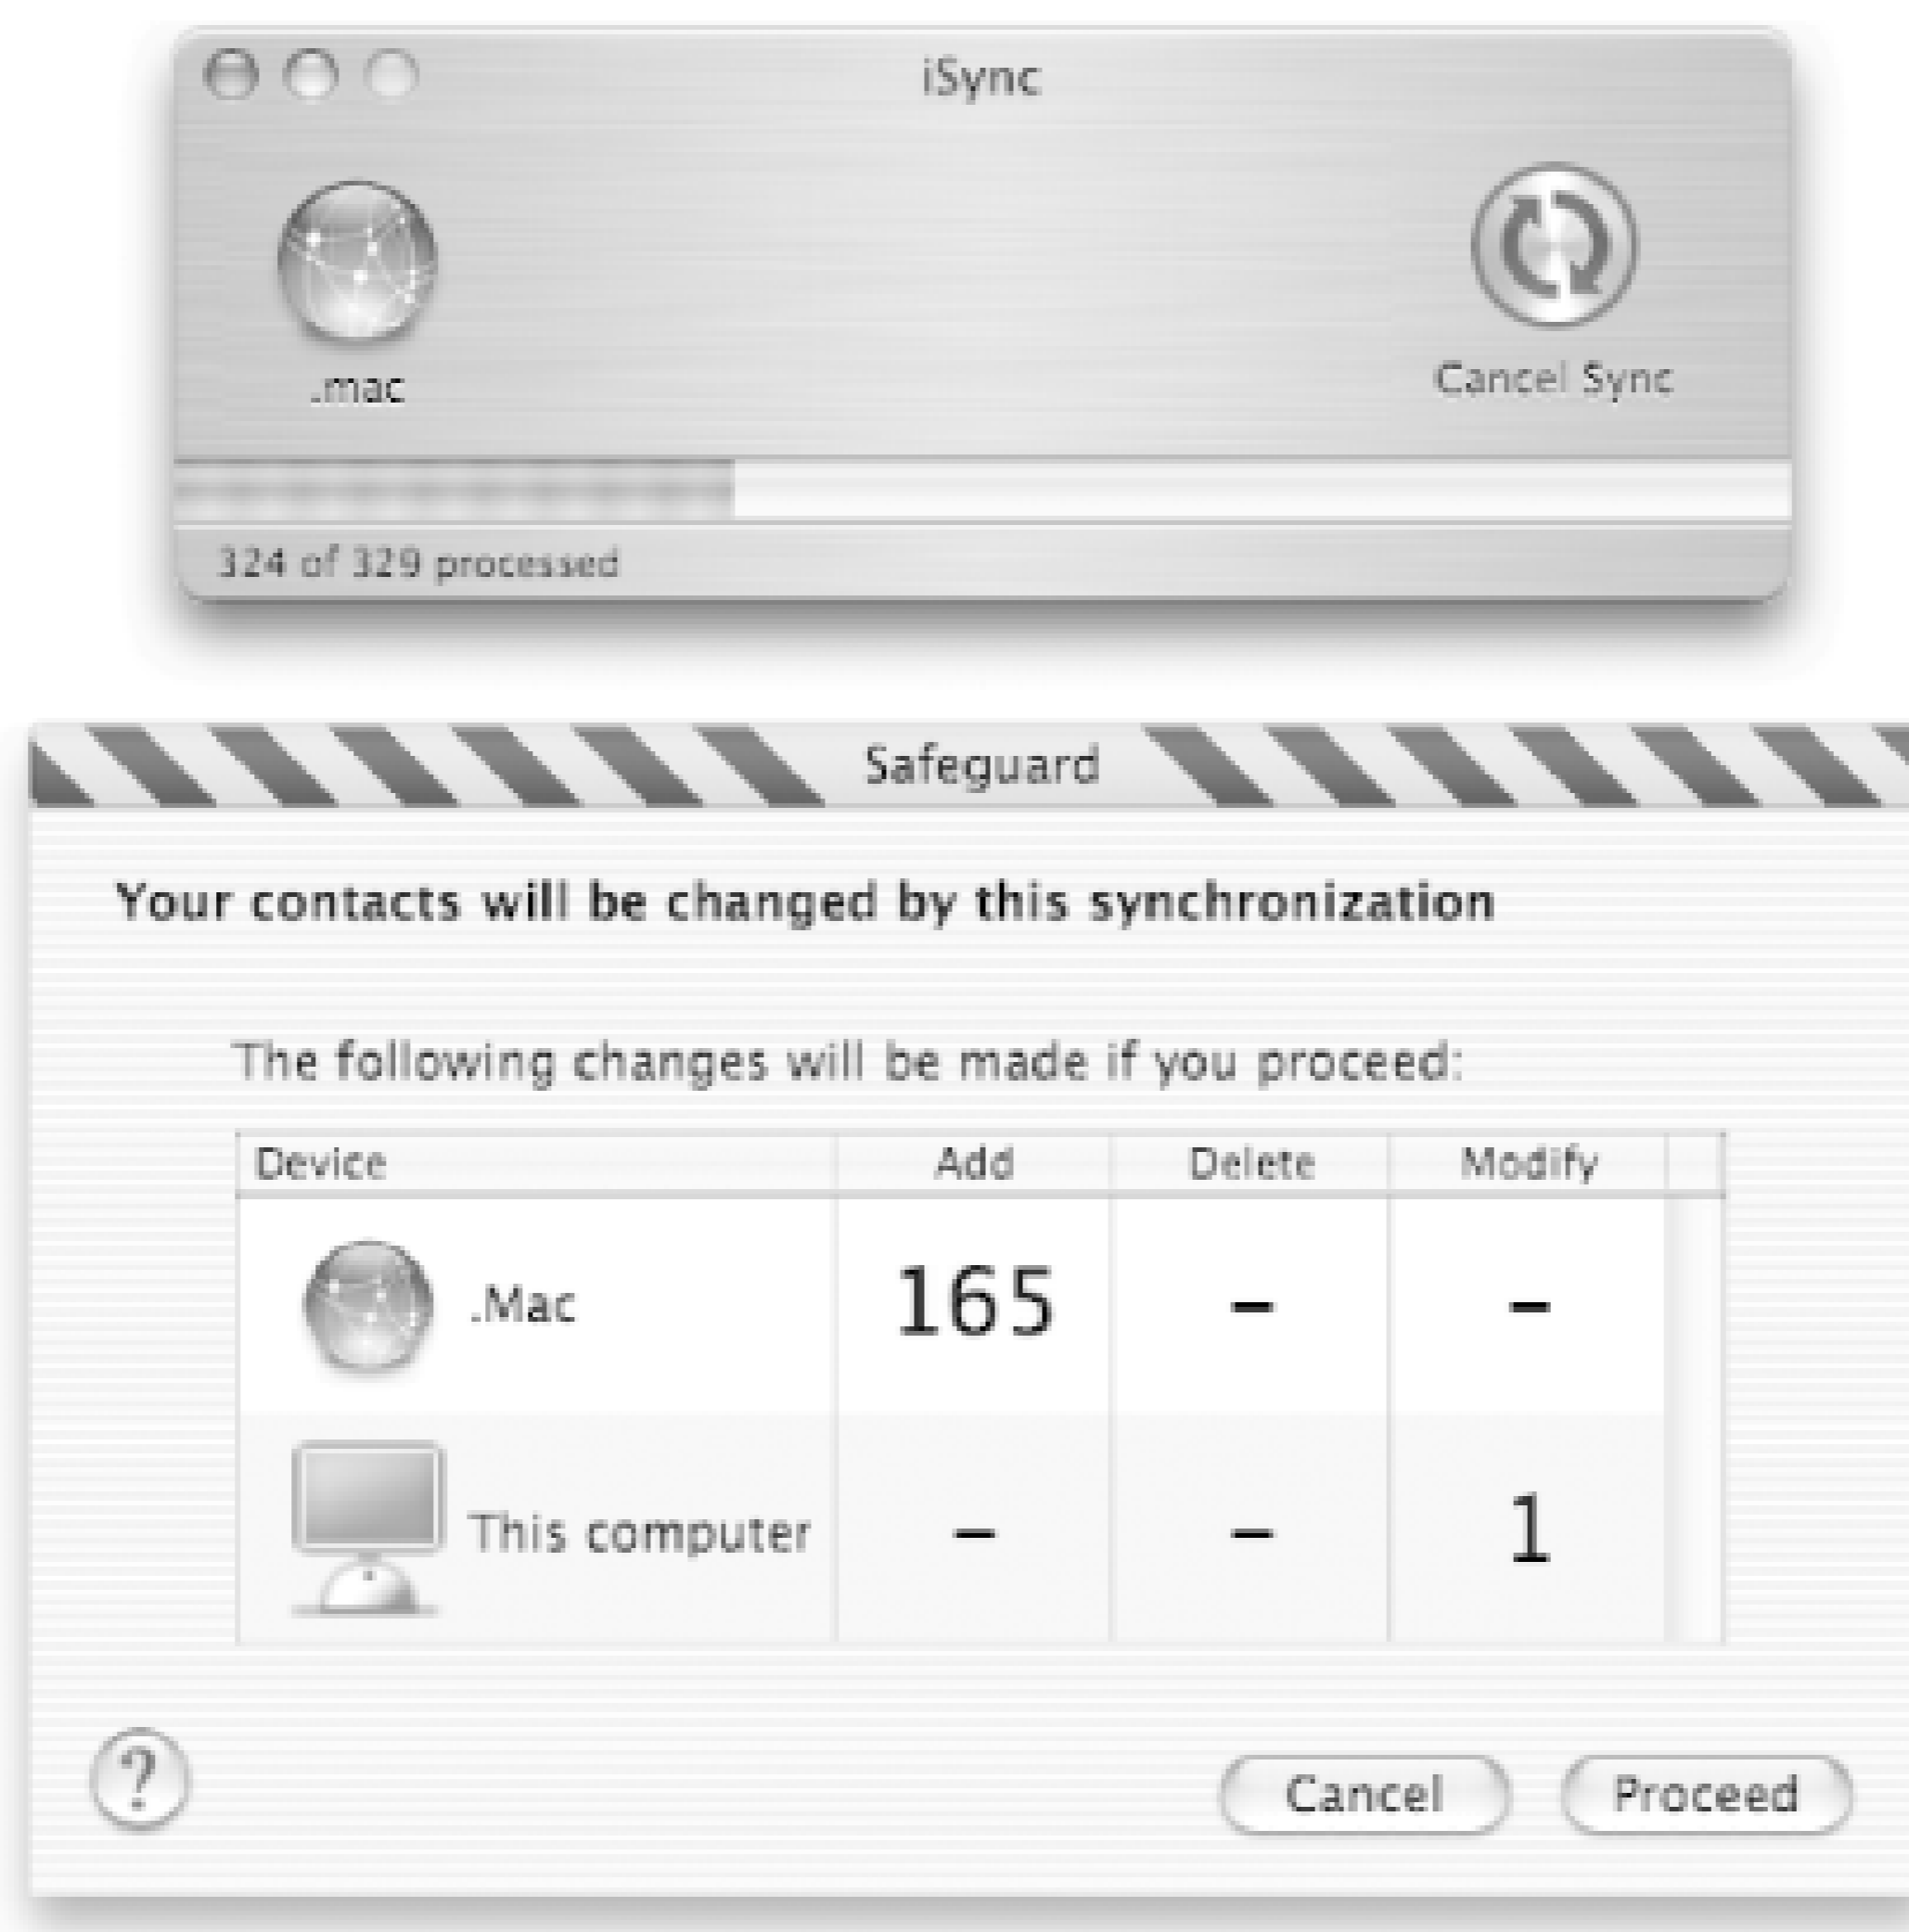 iSync
.mac
Cancel Sync
324 of 329 processed
Safeguard
Your contacts will be changed by this synchronization
The following changes will be made if you proceed:
Device Add Delete Modify
.Mac 165 – –
This computer – – 1
? Cancel Proceed